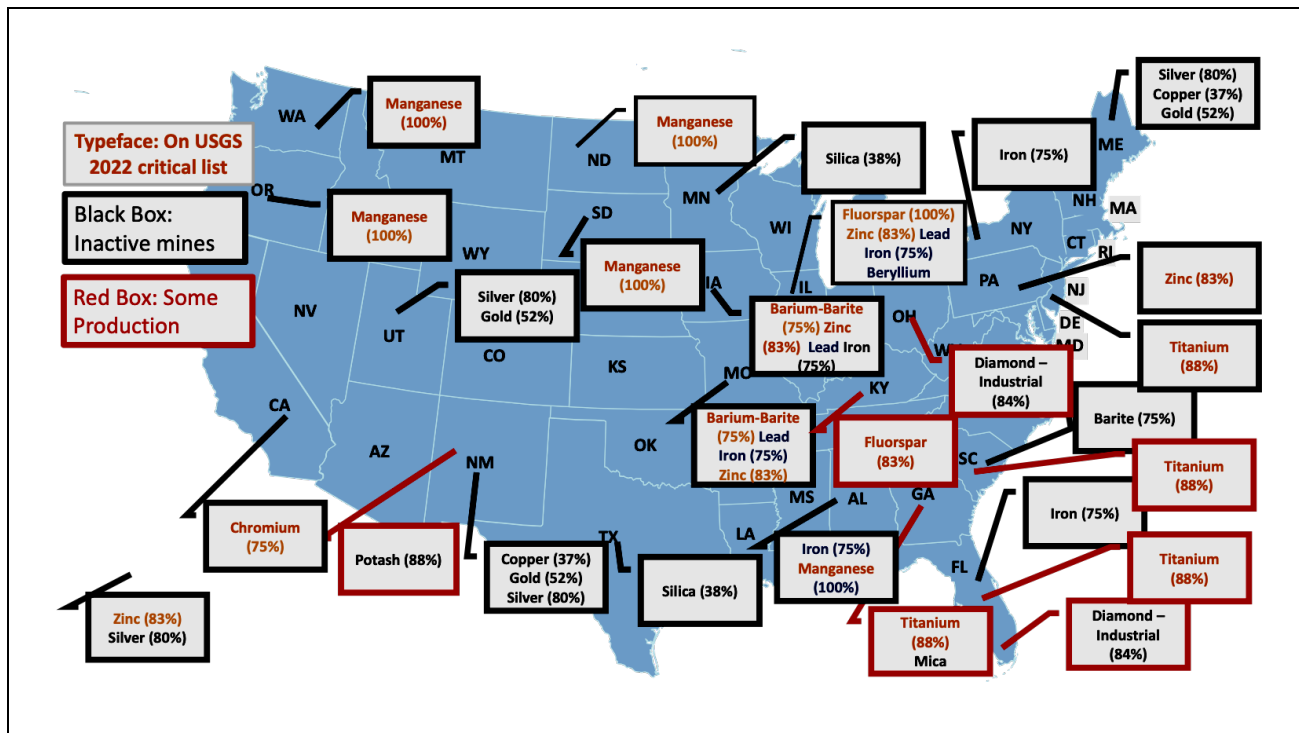 Silver (80%)
Copper (37%)
Gold (52%)
Manganese
(100%)
Manganese
(100%)
Iron (75%)
Silica (38%)
WA
MT
ND
MN
ME
Typeface: On USGS
2022 critical list
OR
Black Box:
Inactive mines
Red Box: Some
Production
Manganese
(100%)
SD
WI
NY
NH
MA
CT
RI
Fluorspar (100%)
Zinc (83%) Lead
Iron (75%)
Beryllium
WY
Manganese
(100%)
IA
IL
PA
NJ
DE
MD
Zinc (83%)
NV
UT
CO
Silver (80%)
Gold (52%)
Barium-Barite
(75%) Zinc
(83%) Lead Iron
(75%)
OH
Titanium
(88%)
KS
MO
KY
Diamond –
Industrial
(84%)
CA
AZ
NM
OK
Barium-Barite
(75%) Lead
Iron (75%)
Zinc (83%)
Fluorspar
(83%)
SC
Barite (75%)
Titanium
(88%)
MS
AL
GA
LA
TX
Iron (75%)
Chromium
(75%)
Potash (88%)
Copper (37%)
Gold (52%)
Silver (80%)
Silica (38%)
Iron (75%)
Manganese
(100%)
FL
Titanium
(88%)
Zinc (83%)
Silver (80%)
Titanium
(88%)
Mica
Diamond –
Industrial
(84%)